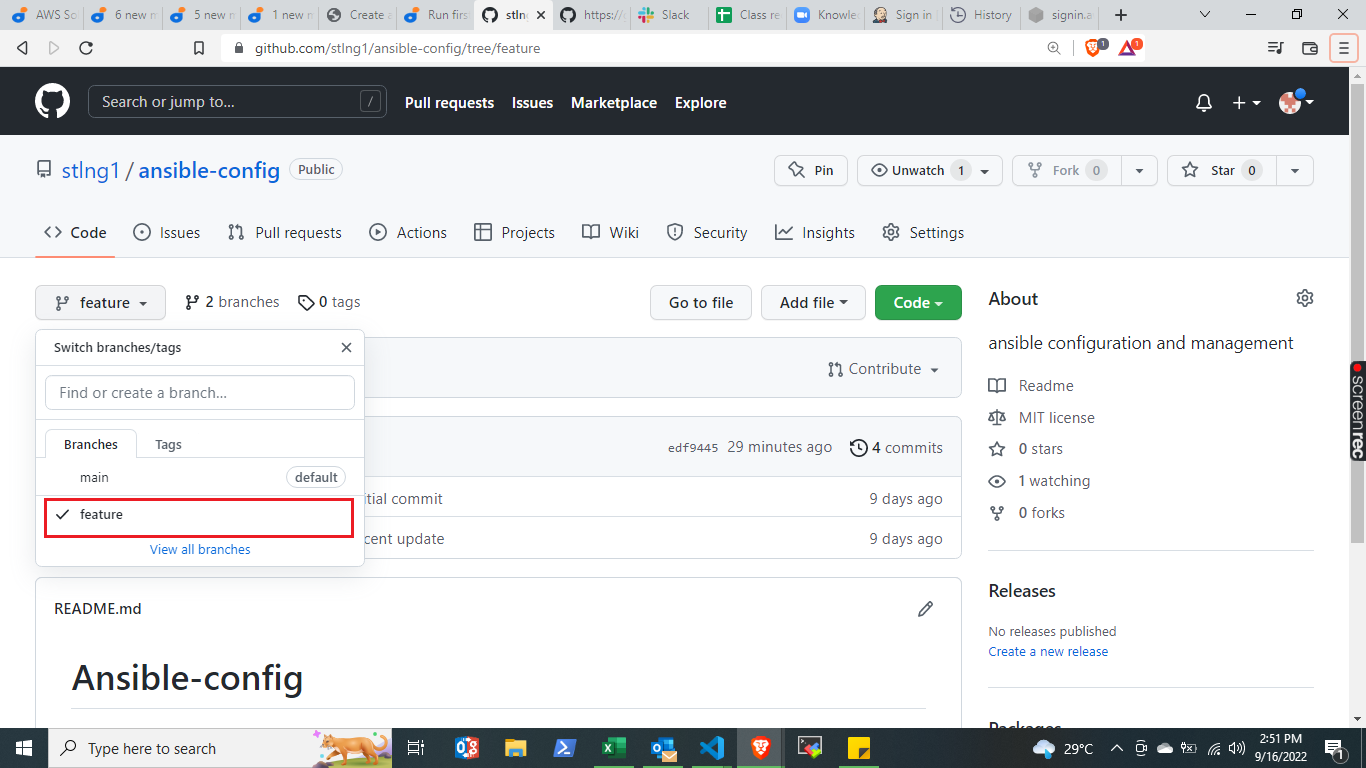 AWS So
6 new n
5 new n
1 new n
Create a
Run firs
stlng
https://
Slack
Class re
Knowle
Sign in
History
signin.a
github.com/stlng1/ansible-config/tree/feature
1
1
Search or jump to...
/
Pull requests
Issues
Marketplace
Explore
stlng1 / ansible-config
Public
Pin
Unwatch 1
Fork 0
Star 0
Code
Issues
Pull requests
Actions
Projects
Wiki
Security
Insights
Settings
feature
2 branches
0 tags
Go to file
Add file
Code
Switch branches/tags
Find or create a branch...
Branches
Tags
main
default
feature
View all branches
Contribute
edf9445 29 minutes ago
4 commits
itial commit
9 days ago
cent update
9 days ago
README.md
Ansible-config
About
ansible configuration and management
Readme
MIT license
0 stars
1 watching
0 forks
Releases
No releases published
Create a new release
Packages
screenrec
Type here to search
29°C
2:51 PM
9/16/2022
1